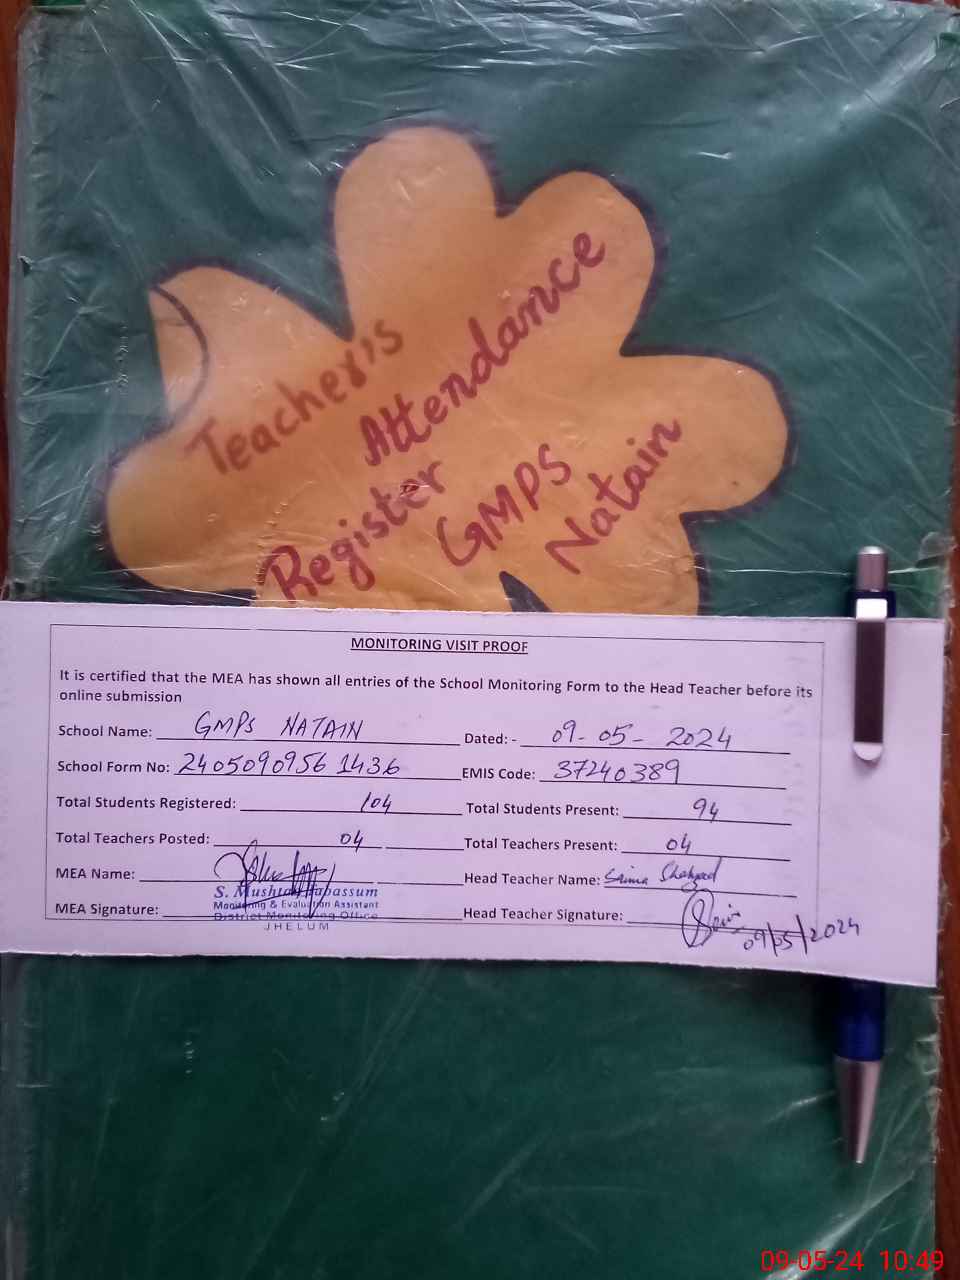 Teacher's
Attendance
Register
GMPS
Natain
MONITORING VISIT PROOF
It is certified that the MEA has shown all entries of the School Monitoring Form to the Head Teacher before its
online submission
School Name: GMPS NATAIN Dated: - 09-05-2024
School Form No: 2405090956 1436 EMIS Code: 37240389
Total Students Registered: 104 Total Students Present: 94
Total Teachers Posted: 04 Total Teachers Present: 04
MEA Name: Head Teacher Name: Saima Shahzad
S. Mushtaq Tabassum
Monitoring & Evaluation Assistant
MEA Signature: Head Teacher Signature:
District Monitoring Office
JHELUM
09/05/2024
09-05-24 10:49